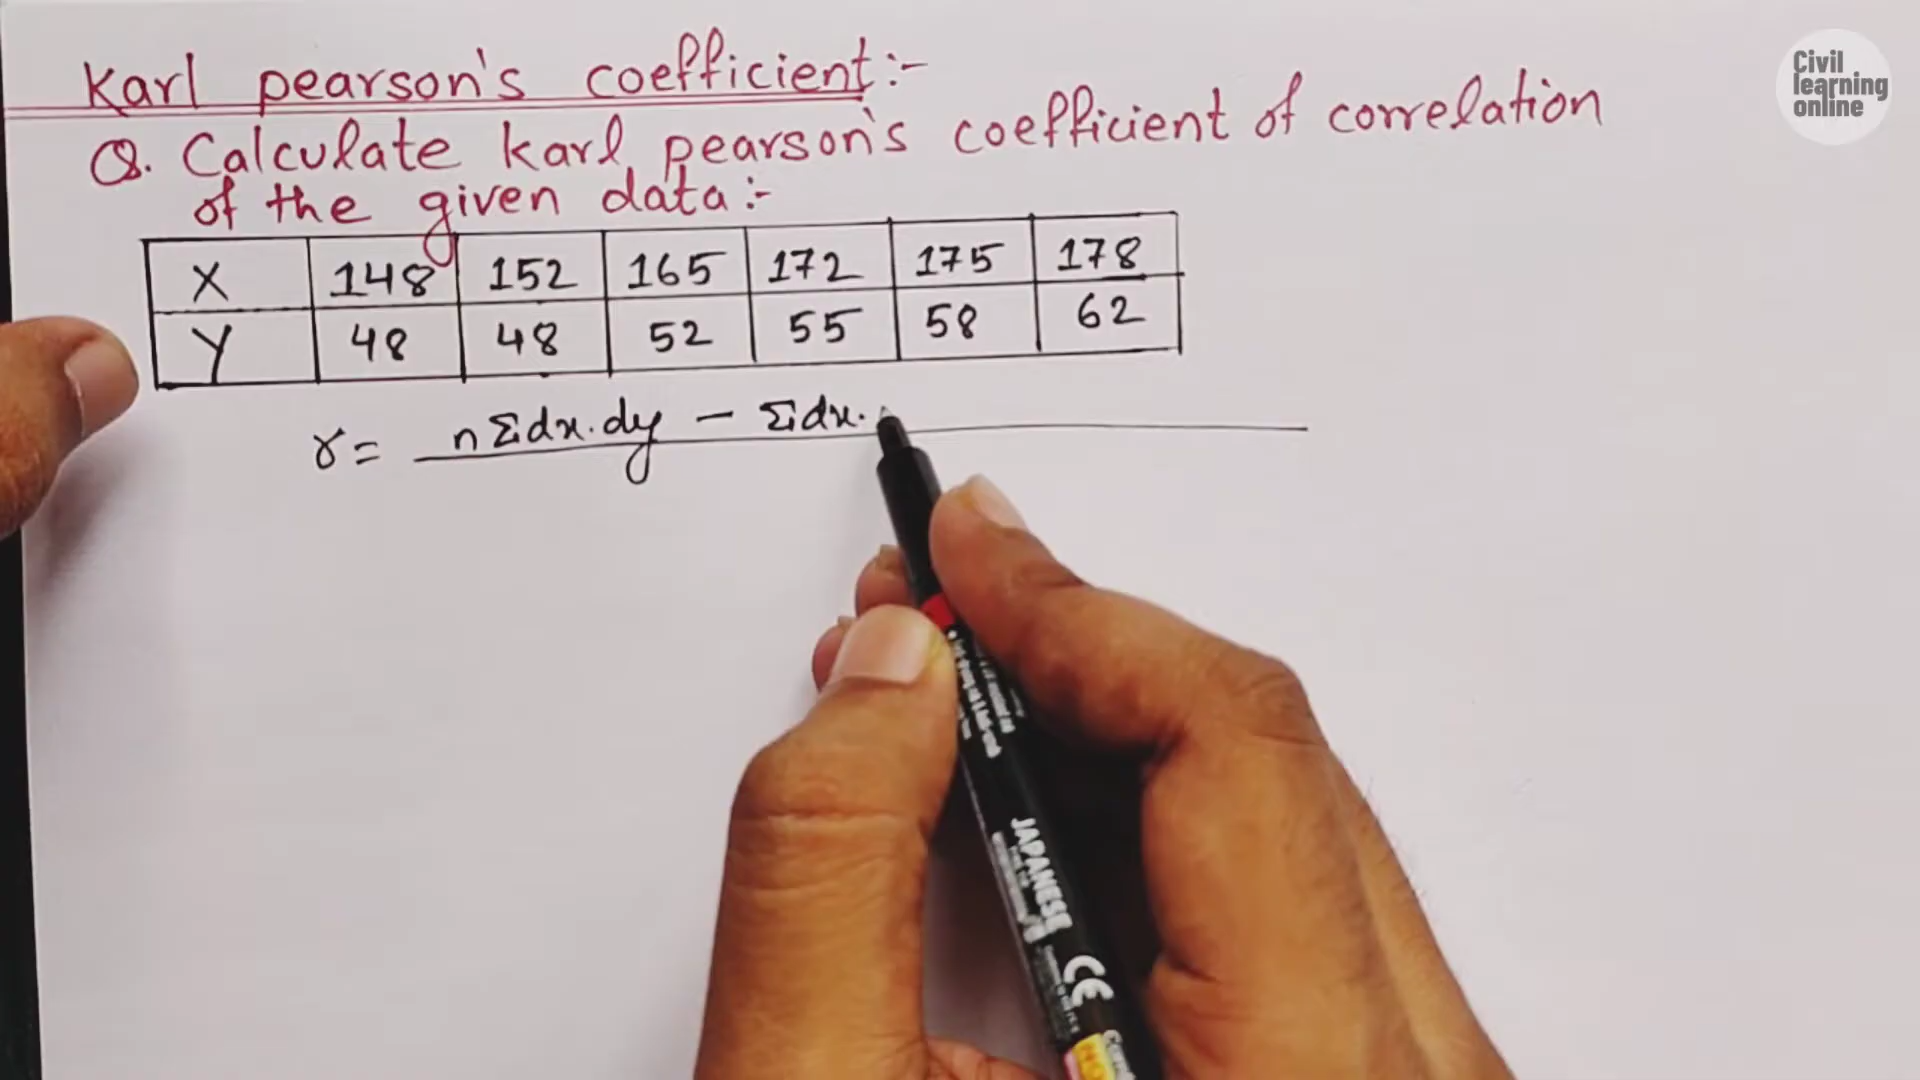 Karl pearson's coefficient:-
Q. Calculate Karl pearson's coefficient of correlation
of the given data:-
X 148 152 165 172 175 178
Y 48 48 52 55 58 62
r = n Σdx.dy - Σdx.
Civil
learning
online
JAPANESE
CE